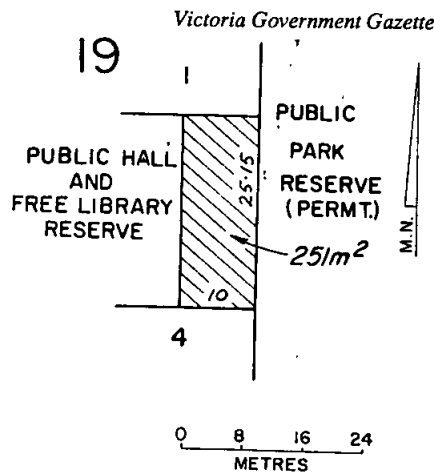 Victoria Government Gazette
19
1
PUBLIC HALL
AND
FREE LIBRARY
RESERVE
25·15
PUBLIC
PARK
RESERVE
(PERMT.)
M.N.
251m²
10
4
0 8 16 24
METRES